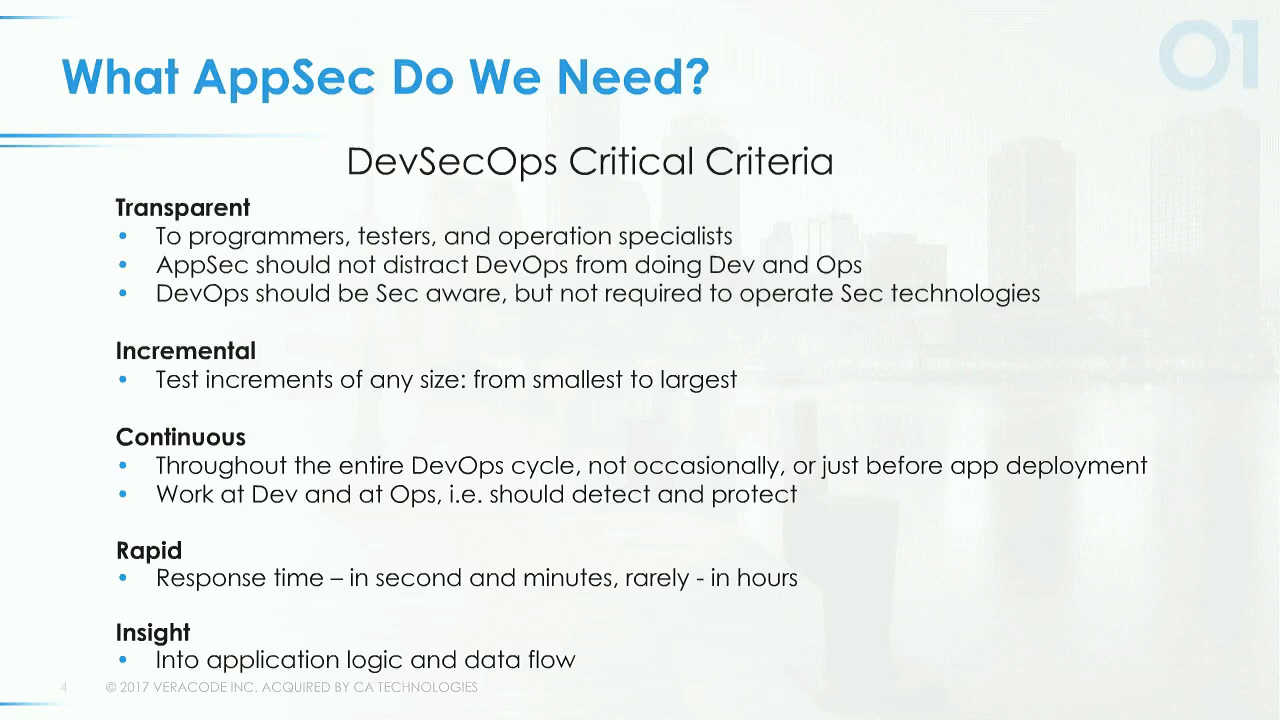 01
What AppSec Do We Need?
DevSecOps Critical Criteria
Transparent
• To programmers, testers, and operation specialists
• AppSec should not distract DevOps from doing Dev and Ops
• DevOps should be Sec aware, but not required to operate Sec technologies
Incremental
• Test increments of any size: from smallest to largest
Continuous
• Throughout the entire DevOps cycle, not occasionally, or just before app deployment
• Work at Dev and at Ops, i.e. should detect and protect
Rapid
• Response time – in second and minutes, rarely - in hours
Insight
• Into application logic and data flow
4 © 2017 VERACODE INC. ACQUIRED BY CA TECHNOLOGIES